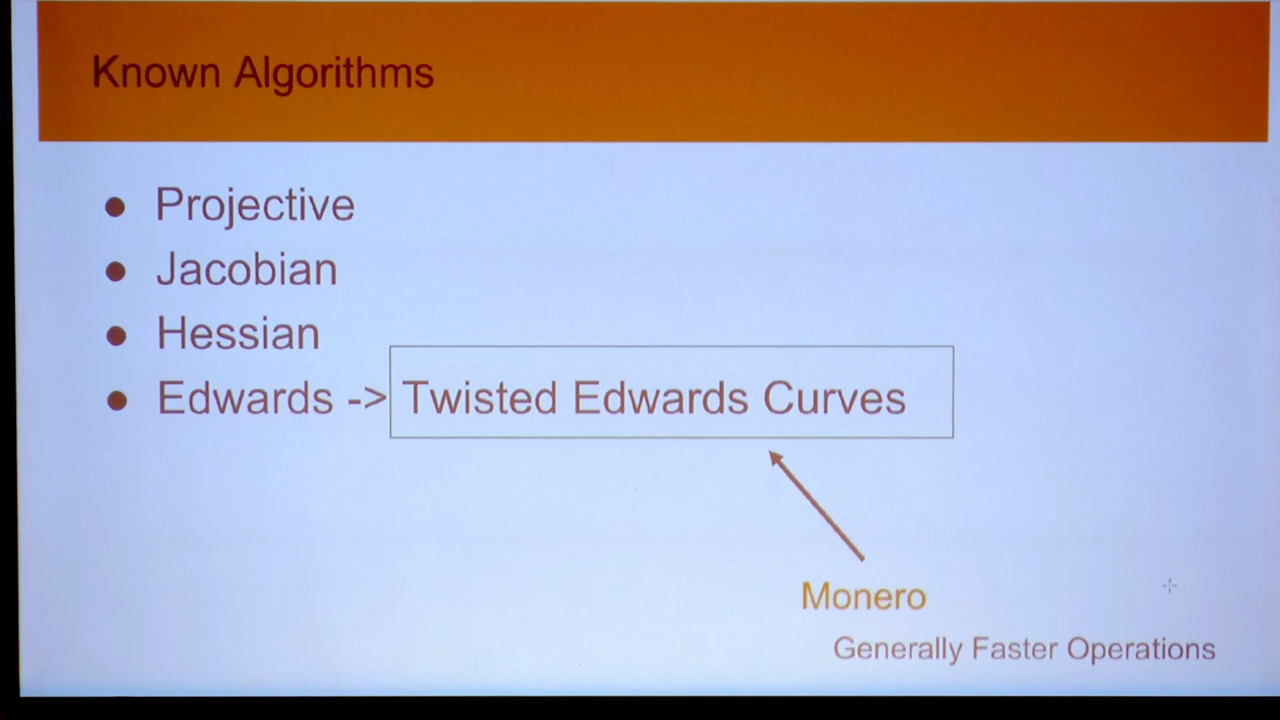 Known Algorithms
● Projective
● Jacobian
● Hessian
● Edwards -> Twisted Edwards Curves
Monero
Generally Faster Operations